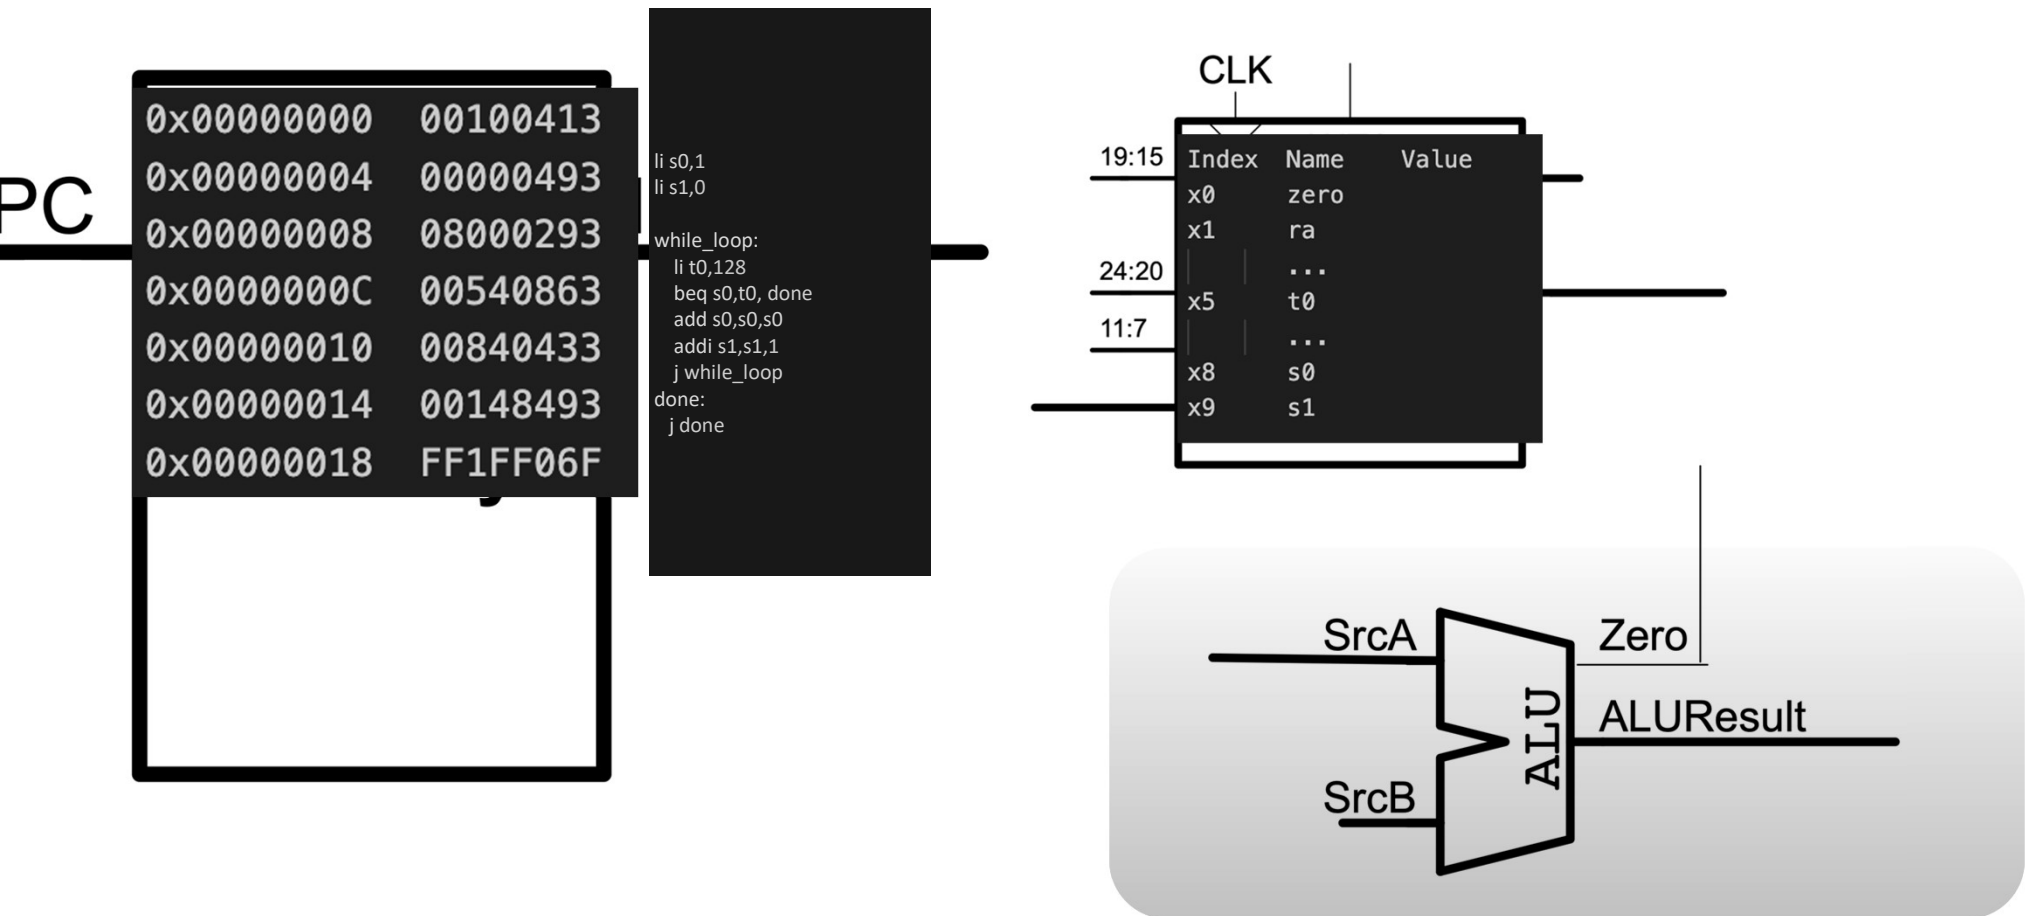 PC
0x00000000 00100413
0x00000004 00000493
0x00000008 08000293
0x0000000C 00540863
0x00000010 00840433
0x00000014 00148493
0x00000018 FF1FF06F
li s0,1
li s1,0
while_loop:
li t0,128
beq s0,t0, done
add s0,s0,s0
addi s1,s1,1
j while_loop
done:
j done
CLK
19:15
24:20
11:7
Index Name Value
x0 zero
x1 ra
...
x5 t0
...
x8 s0
x9 s1
SrcA
SrcB
ALU
Zero
ALUResult